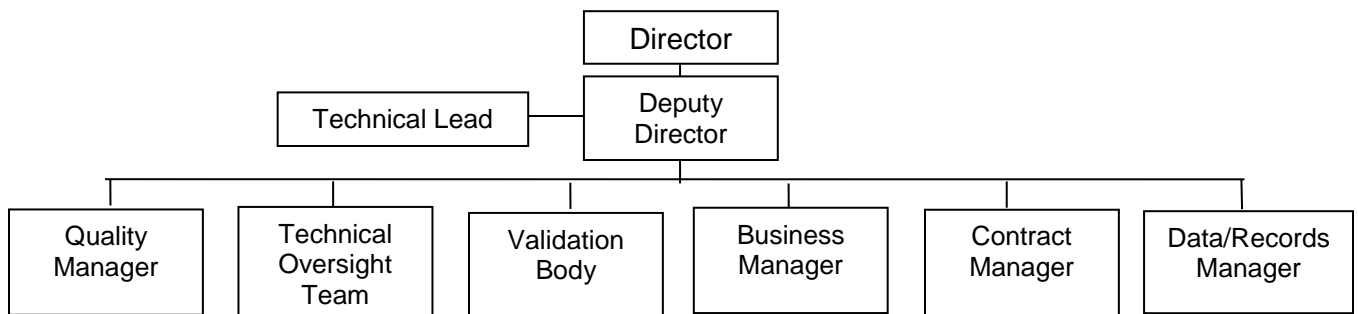 Director
Technical Lead
Deputy
Director
Quality
Manager
Technical
Oversight
Team
Validation
Body
Business
Manager
Contract
Manager
Data/Records
Manager